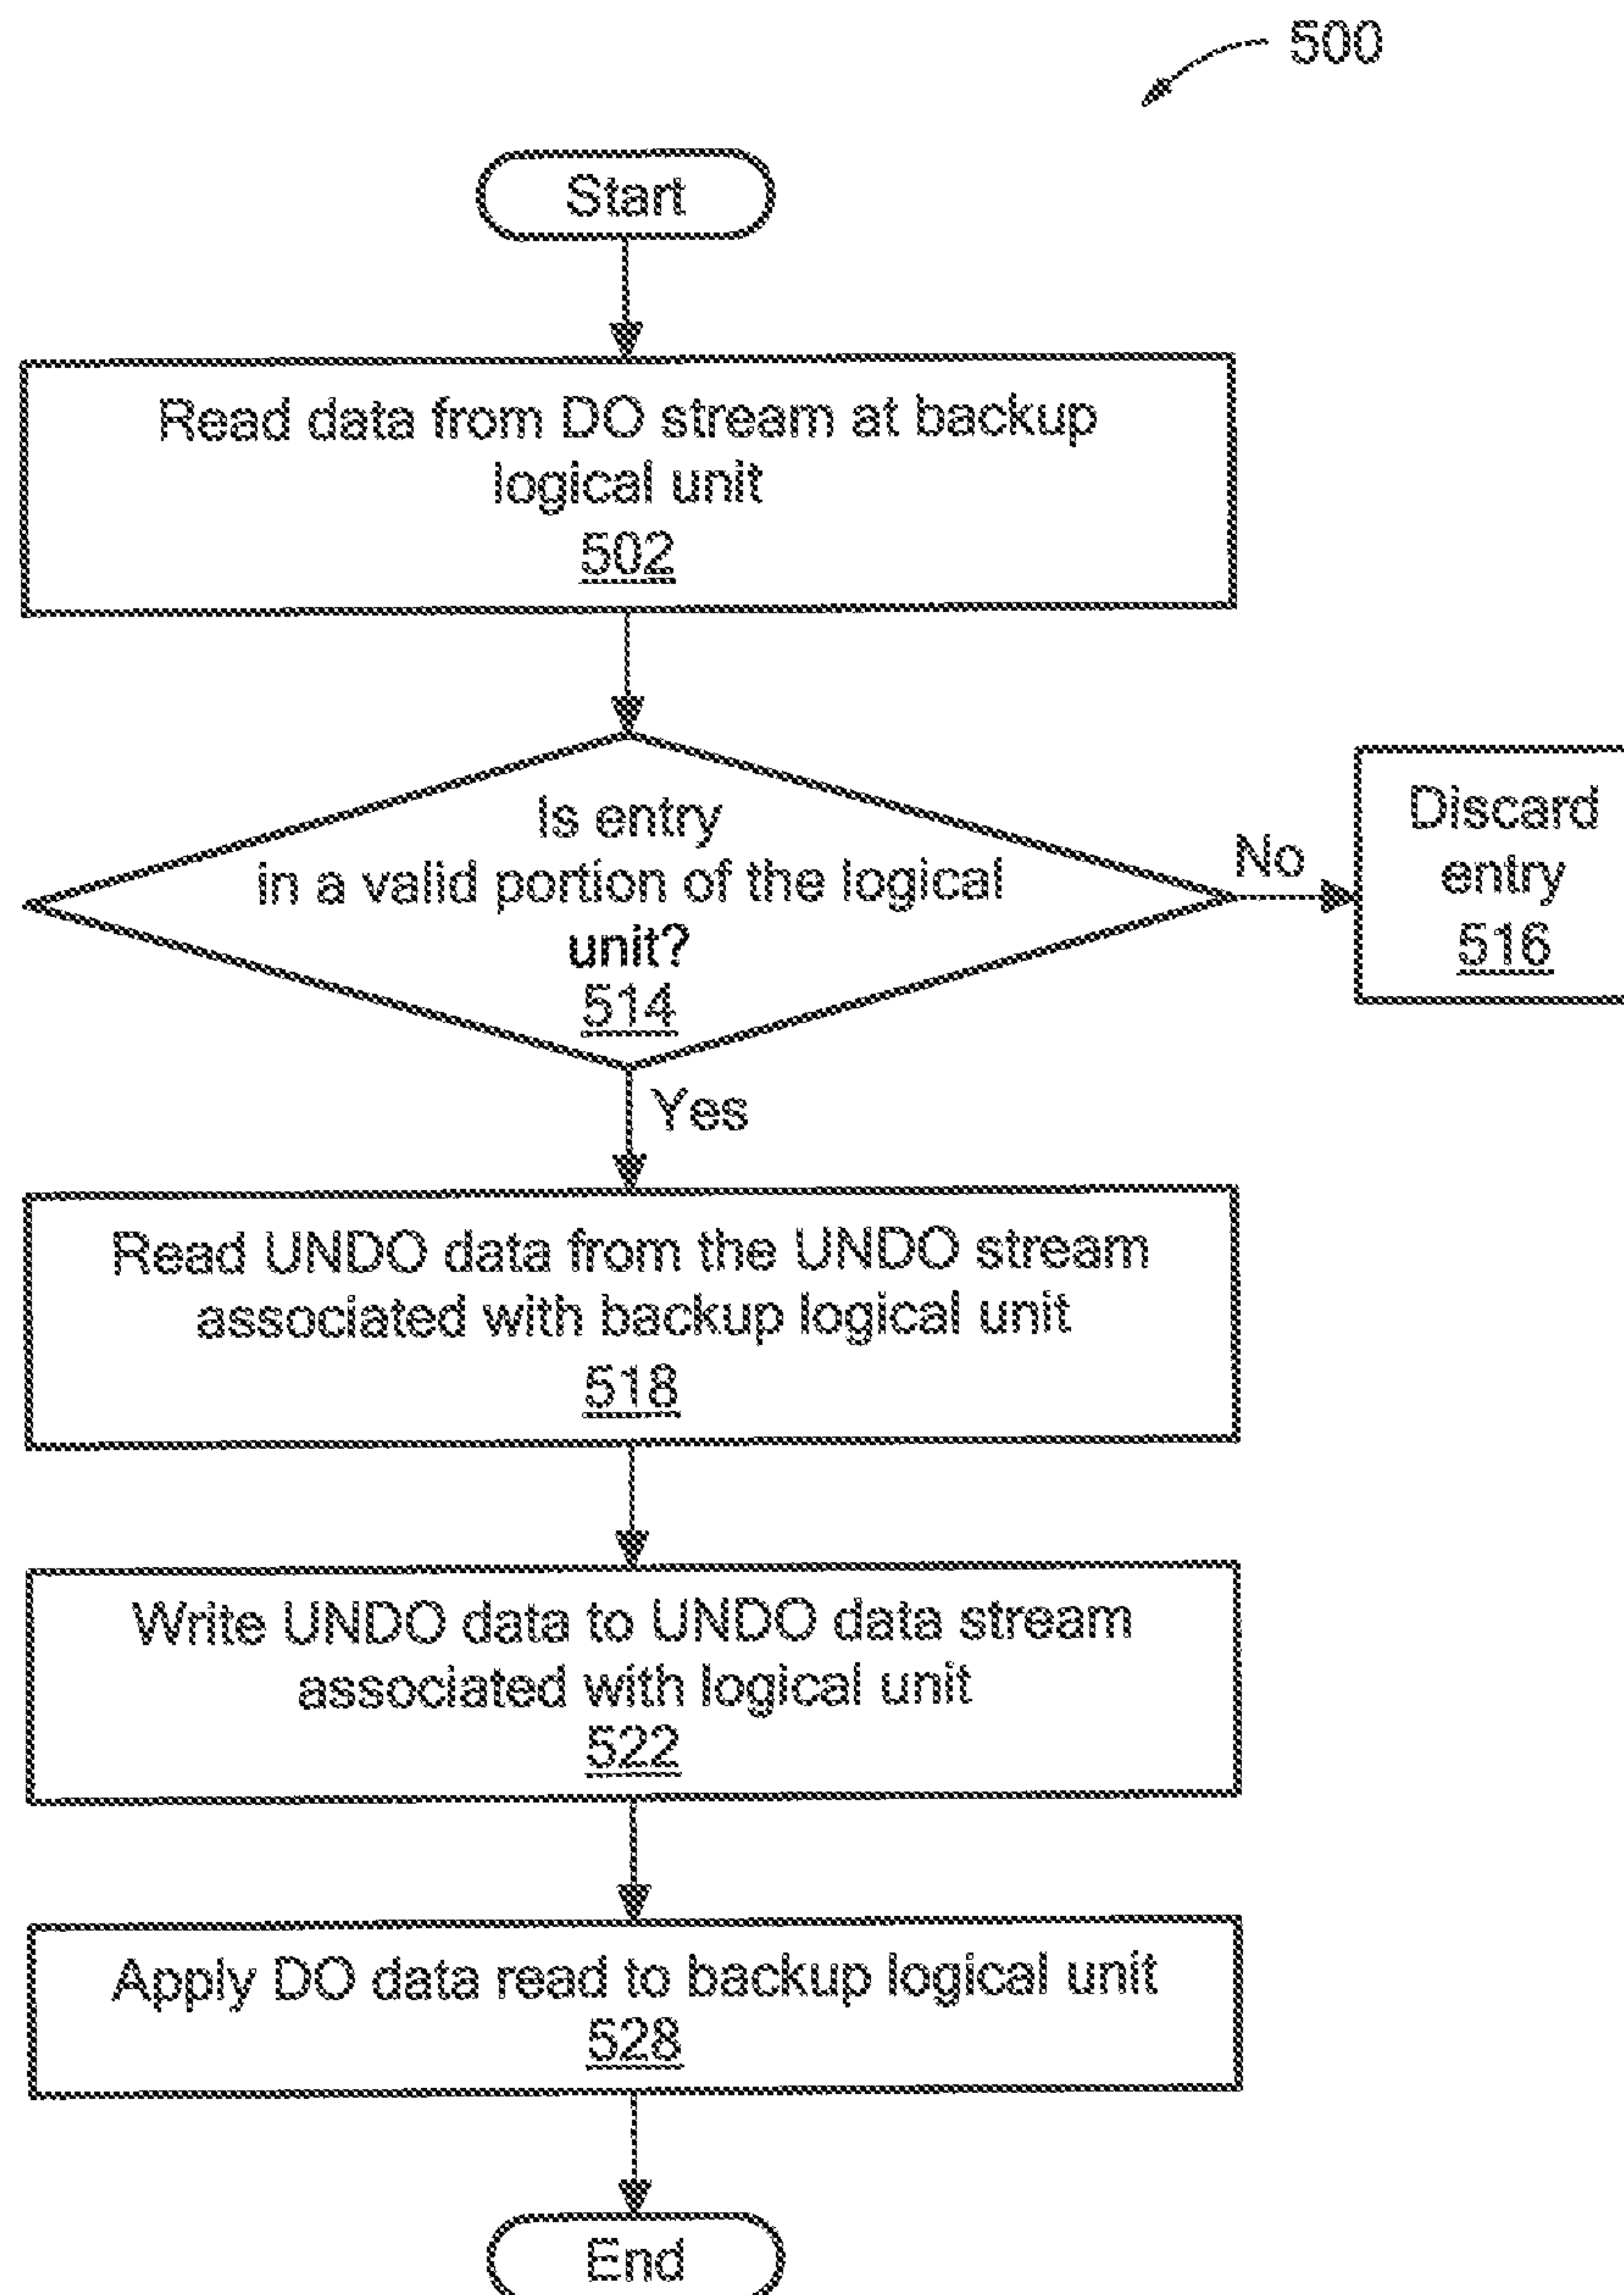 500
Start
Read data from DO stream at backup
logical unit
502
Is entry
in a valid portion of the logical
unit?
514
No
Discard
entry
516
Yes
Read UNDO data from the UNDO stream
associated with backup logical unit
518
Write UNDO data to UNDO data stream
associated with logical unit
522
Apply DO data read to backup logical unit
528
End